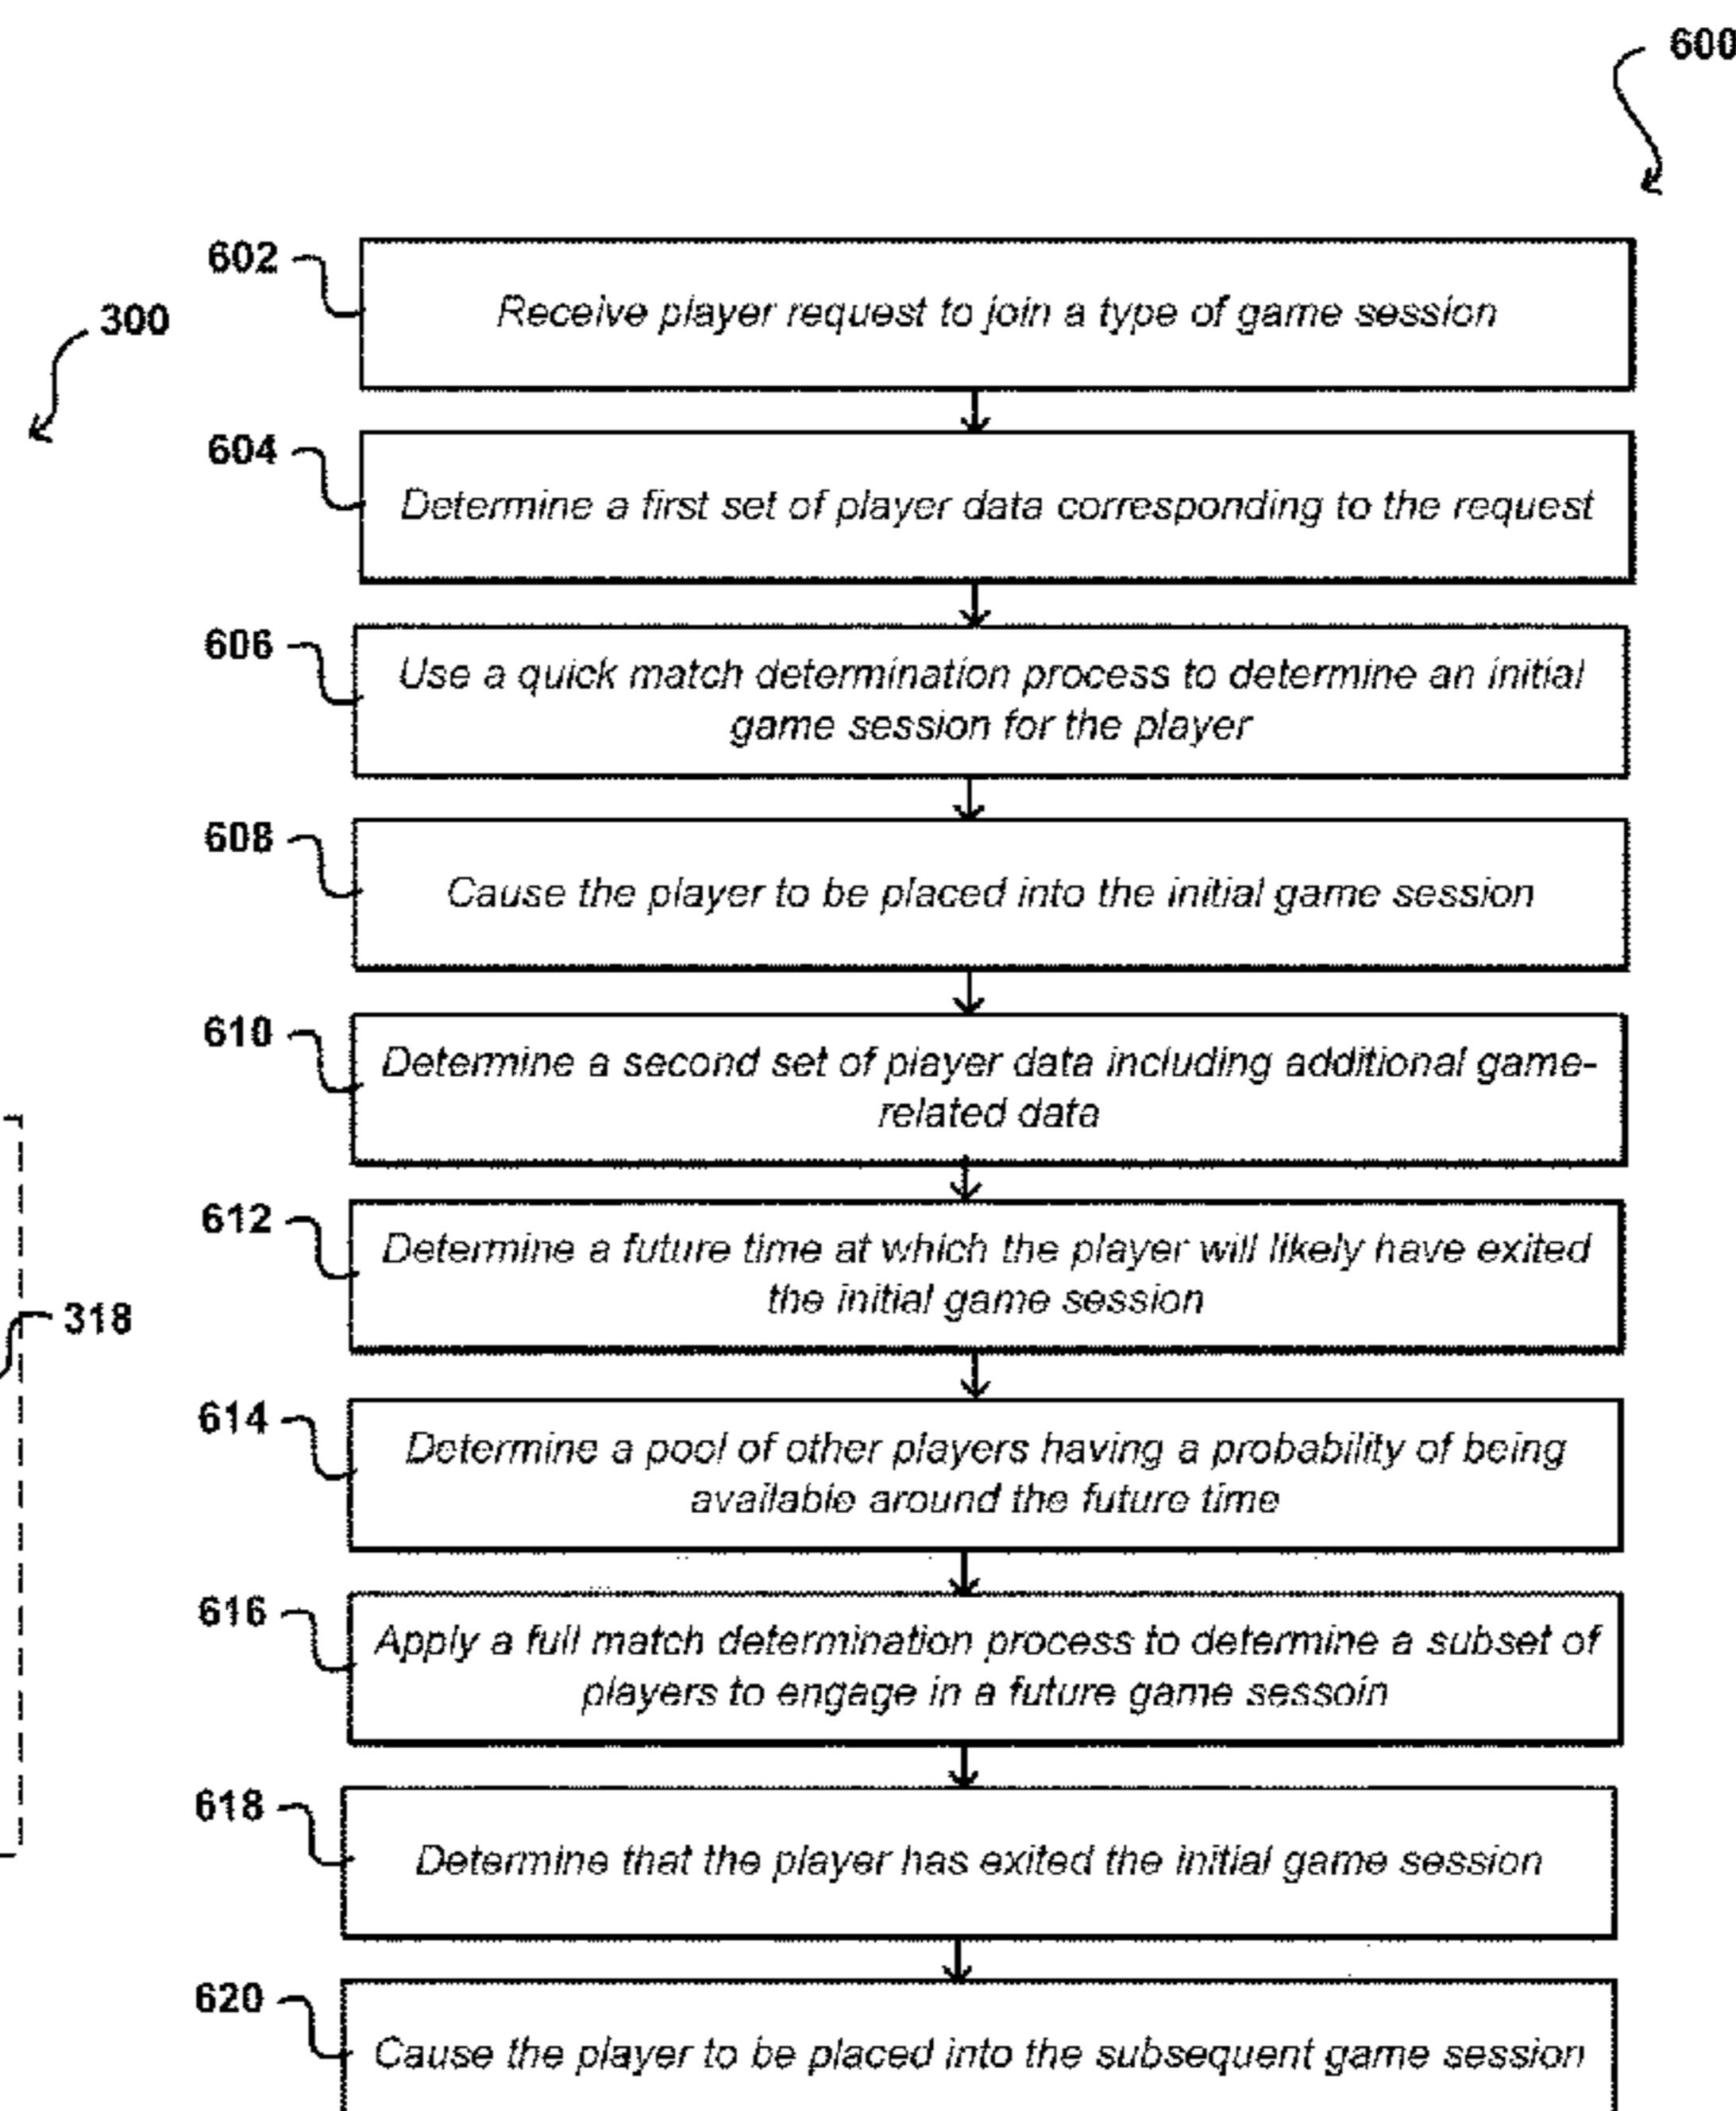 600
602
Receive player request to join a type of game session
300
604
Determine a first set of player data corresponding to the request
606
Use a quick match determination process to determine an initial
game session for the player
608
Cause the player to be placed into the initial game session
610
Determine a second set of player data including additional game-
related data
612
Determine a future time at which the player will likely have exited
the initial game session
318
614
Determine a pool of other players having a probability of being
available around the future time
616
Apply a full match determination process to determine a subset of
players to engage in a future game sessoin
618
Determine that the player has exited the initial game session
620
Cause the player to be placed into the subsequent game session